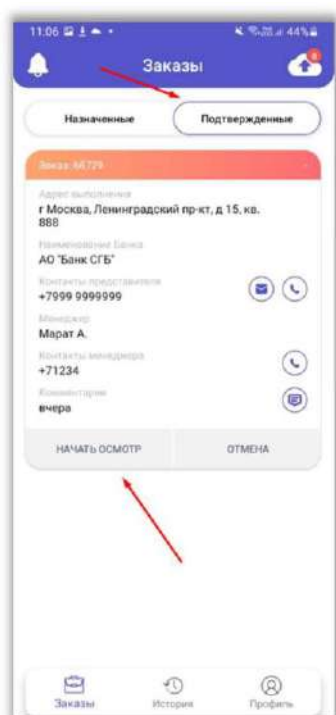 11:06
44%
Заказы
Назначенные
Подтвержденные
Заказ: 66729
Адрес выполнения
г Москва, Ленинградский пр-кт, д 15, кв.
888
Наименование Банка
АО "Банк СГБ"
Контакты представителя
+7999 9999999
Менеджер
Марат А.
Контакты менеджера
+71234
Комментарии
вчера
НАЧАТЬ ОСМОТР
ОТМЕНА
Заказы
История
Профиль